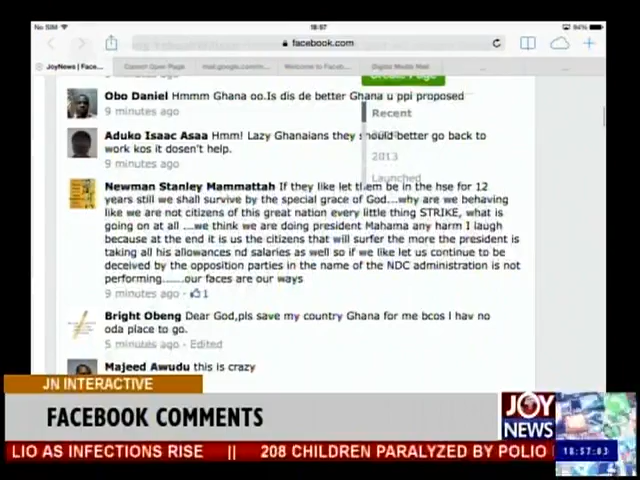 No SIM
18:57
94%
facebook.com
JoyNews | Face...
Cannot Open Page
mail.google.com/m...
Welcome to Faceb...
Digital Media Mail
Create Page
Obo Daniel Hmmm Ghana oo.Is dis de better Ghana u ppl proposed
9 minutes ago
Recent
Aduko Isaac Asaa Hmm! Lazy Ghanaians they should better go back to
work kos it dosen't help.
9 minutes ago
2013
Launched
Newman Stanley Mammattah If they like let them be in the hse for 12
years still we shall survive by the special grace of God...why are we behaving
like we are not citizens of this great nation every little thing STRIKE, what is
going on at all ...we think we are doing president Mahama any harm I laugh
because at the end it is us the citizens that will surfer the more the president is
taking all his allowances nd salaries as well so if we like let us continue to be
deceived by the opposition parties in the name of the NDC administration is not
performing......our faces are our ways
9 minutes ago · 1
Bright Obeng Dear God,pls save my country Ghana for me bcos I hav no
oda place to go.
5 minutes ago · Edited
Majeed Awudu this is crazy
JN INTERACTIVE
FACEBOOK COMMENTS
JOY
NEWS
LIO AS INFECTIONS RISE || 208 CHILDREN PARALYZED BY POLIO
18:57:03